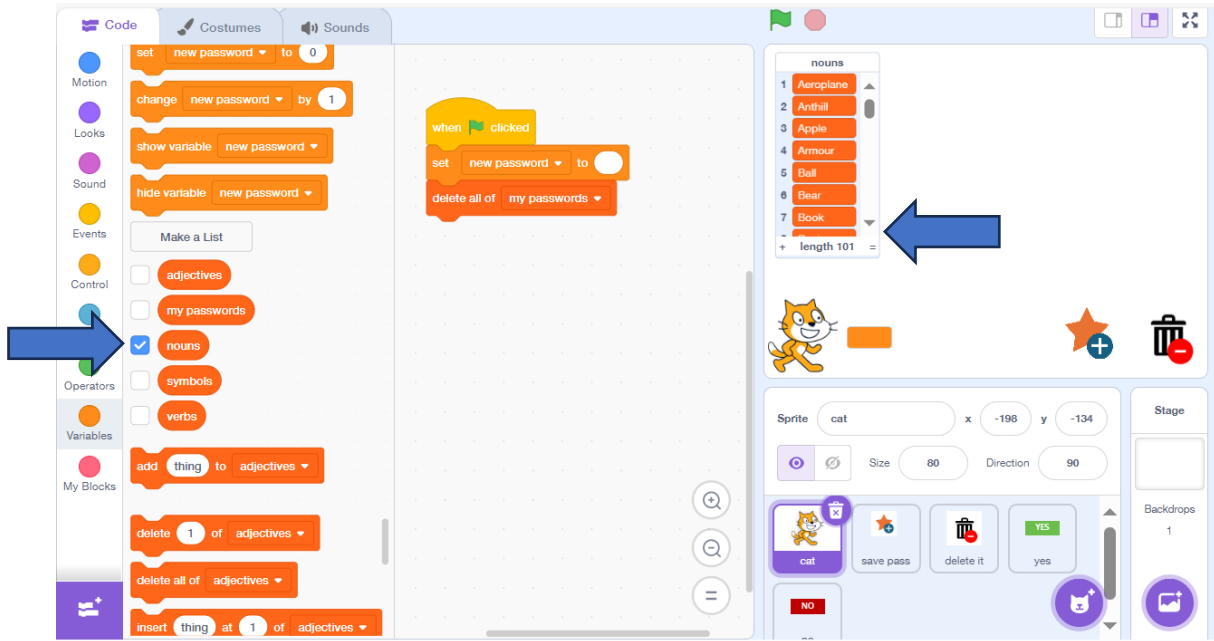 Code
Costumes
Sounds
Motion
Looks
Sound
Events
Control
Operators
Variables
My Blocks
set new password to 0
change new password by 1
show variable new password
hide variable new password
Make a List
adjectives
my passwords
nouns
symbols
verbs
add thing to adjectives
delete 1 of adjectives
delete all of adjectives
insert thing at 1 of adjectives
when clicked
set new password to
delete all of my passwords
nouns
1 Aeroplane
2 Anthill
3 Apple
4 Armour
5 Ball
6 Bear
7 Book
+ length 101 =
Sprite cat x -198 y -134
Size 80 Direction 90
cat
save pass
delete it
YES
yes
NO
Stage
Backdrops
1